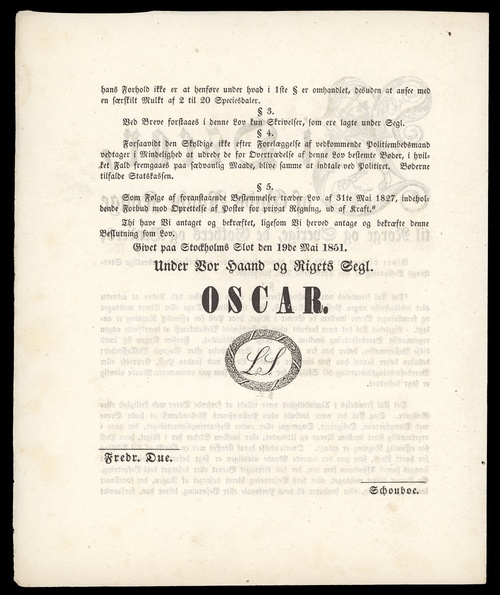 hans Forhold ikke er at henføre under hvad i 1ste § er omhandlet, desuden at ansee med
en særskilt Mulkt af 2 til 20 Speciesdaler.
§ 3.
Ved Breve forstaaes i denne Lov kun Skrivelser, som ere lagte under Segl.
§ 4.
Forsaavidt den Skyldige ikke efter Forelæggelse af vedkommende Politiembedsmand
vedtager i Mindelighed at udrede de for Overtrædelse af denne Lov bestemte Bøder, i hvil-
ket Fald fremgaaes paa sædvanlig Maade, blive samme at indtale ved Politiret. Bøderne
tilfalde Statskassen.
§ 5.
Som Følge af foranstaaende Bestemmelser træder Lov af 31te Mai 1827, indehol-
dende Forbud mod Oprettelse af Poster for privat Regning, ud af Kraft.“
Thi have Vi antaget og bekræftet, ligesom Vi herved antage og bekræfte denne
Beslutning som Lov.
Givet paa Stockholms Slot den 19de Mai 1851.
Under Vor Haand og Rigets Segl.
OSCAR.
LS
Fredr. Due.
Schouboe.